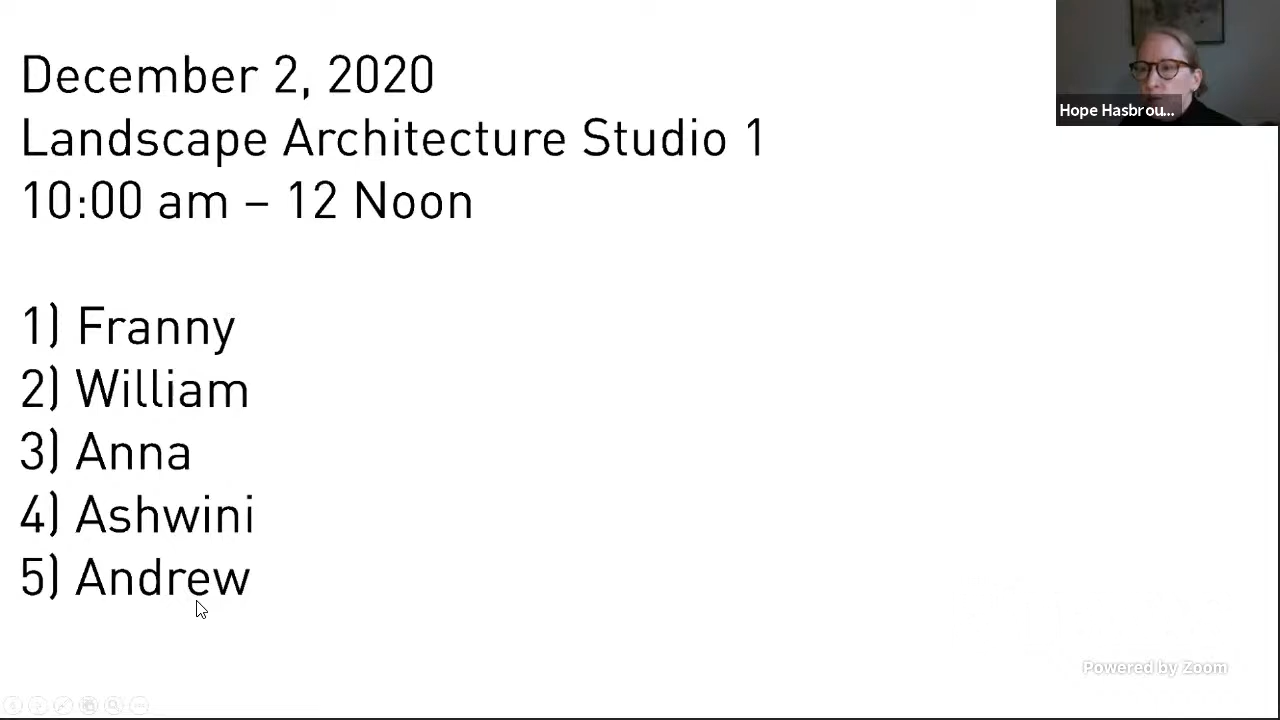 December 2, 2020
Landscape Architecture Studio 1
10:00 am – 12 Noon
1) Franny
2) William
3) Anna
4) Ashwini
5) Andrew
Hope Hasbrou...
Powered by Zoom